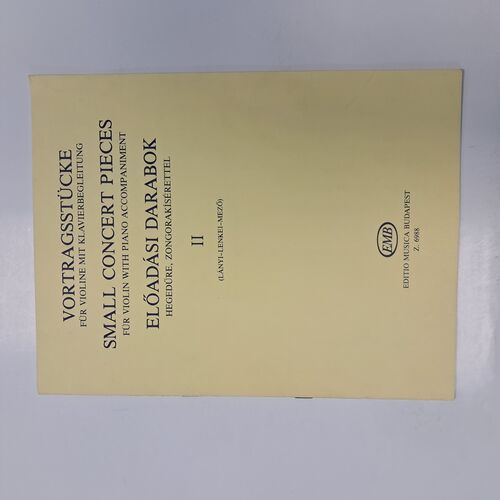 VORTRAGSSTÜCKE
FÜR VIOLINE MIT KLAVIERBEGLEITUNG
SMALL CONCERT PIECES
FÜR VIOLIN WITH PIANO ACCOMPANIMENT
ELŐADÁSI DARABOK
HEGEDŰRE, ZONGORAKÍSÉRETTEL
II
(LÁNYI-LENKEI-MEZŐ)
EMB
EDITIO MUSICA BUDAPEST
Z. 6988